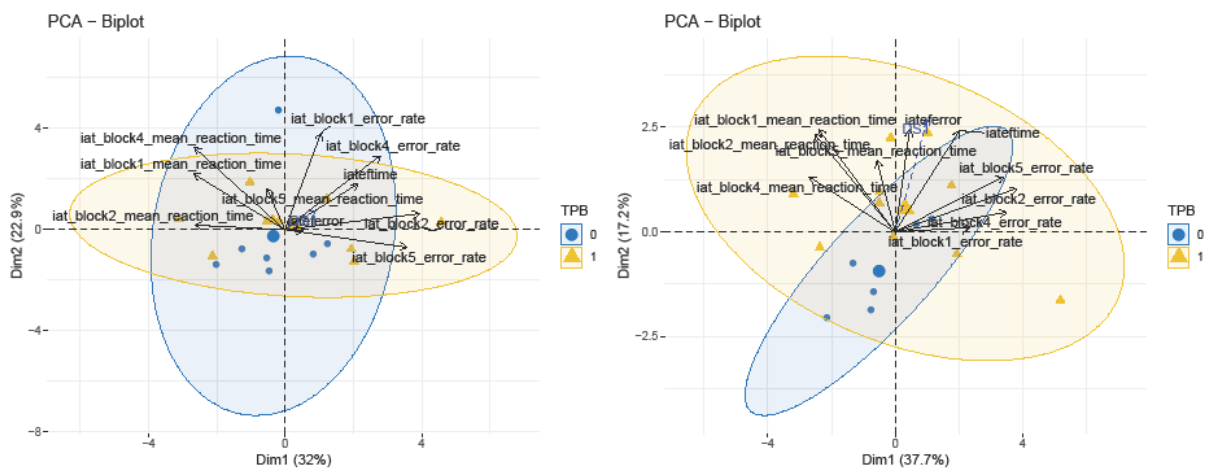 PCA − Biplot
4
0
−4
−8
Dim2 (22.9%)
iat_block1_error_rate
iat_block4_mean_reaction_time
iat_block4_error_rate
iat_block1_mean_reaction_time
iateftime
iat_block5_mean_reaction_time
iat_block2_mean_reaction_time
iateferror
iat_block2_error_rate
iat_block5_error_rate
−4
0
4
Dim1 (32%)
TPB
0
1
PCA − Biplot
2.5
0.0
−2.5
Dim2 (17.2%)
iat_block1_mean_reaction_time
iateferror
DST
iateftime
iat_block2_mean_reaction_time
iat_block5_mean_reaction_time
iat_block5_error_rate
iat_block4_mean_reaction_time
iat_block4_error_rate
iat_block1_error_rate
−4
0
4
Dim1 (37.7%)
TPB
0
1